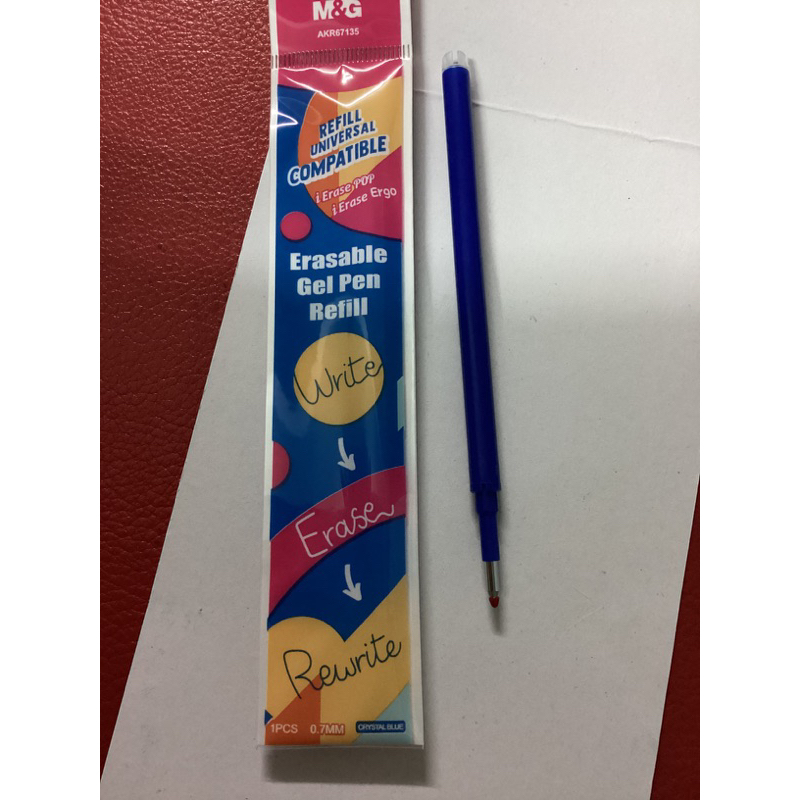 M&G
AKR67135
REFILL
UNIVERSAL
COMPATIBLE
i Erase POP
i Erase Ergo
Erasable
Gel Pen
Refill
Write
Erase
Rewrite
1PCS 0.7MM CRYSTAL BLUE